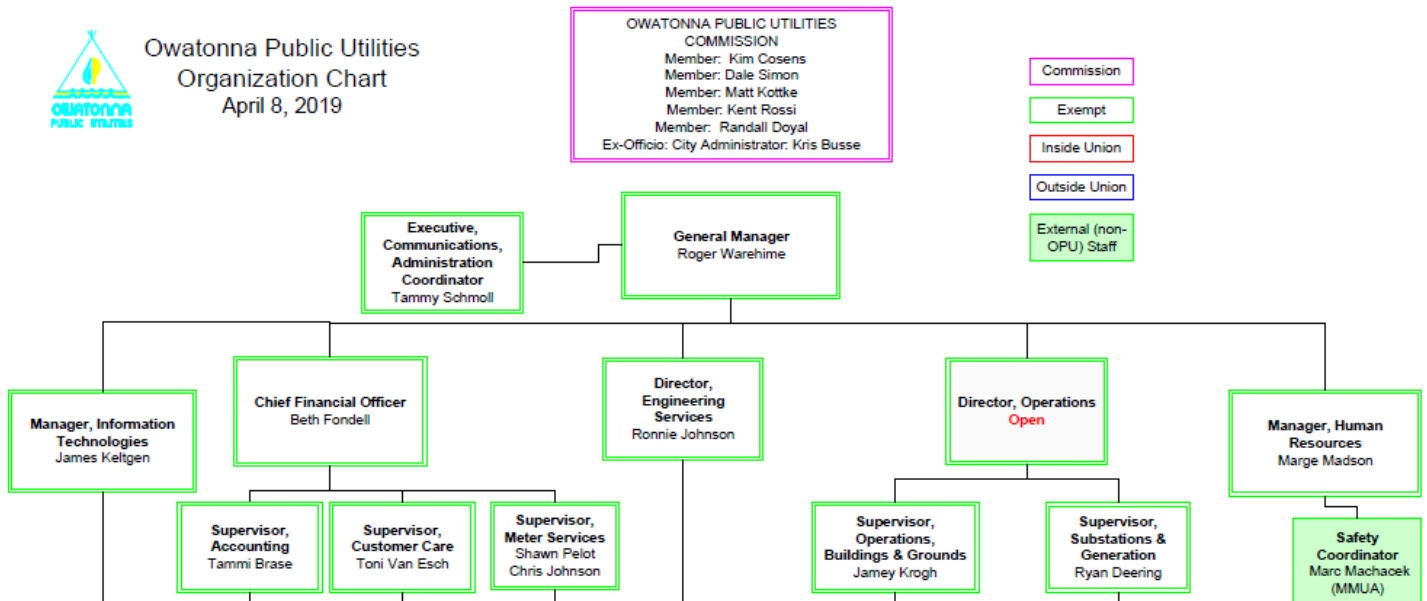 Owatonna Public Utilities
Organization Chart
April 8, 2019
OWATONNA
PUBLIC UTILITIES
OWATONNA PUBLIC UTILITIES
COMMISSION
Member: Kim Cosens
Member: Dale Simon
Member: Matt Kottke
Member: Kent Rossi
Member: Randall Doyal
Ex-Officio: City Administrator: Kris Busse
Commission
Exempt
Inside Union
Outside Union
External (non-
OPU) Staff
Executive,
Communications,
Administration
Coordinator
Tammy Schmoll
General Manager
Roger Warehime
Manager, Information
Technologies
James Keltgen
Chief Financial Officer
Beth Fondell
Director,
Engineering
Services
Ronnie Johnson
Director, Operations
Open
Manager, Human
Resources
Marge Madson
Supervisor,
Accounting
Tammi Brase
Supervisor,
Customer Care
Toni Van Esch
Supervisor,
Meter Services
Shawn Pelot
Chris Johnson
Supervisor,
Operations,
Buildings & Grounds
Jamey Krogh
Supervisor,
Substations &
Generation
Ryan Deering
Safety
Coordinator
Marc Machacek
(MMUA)